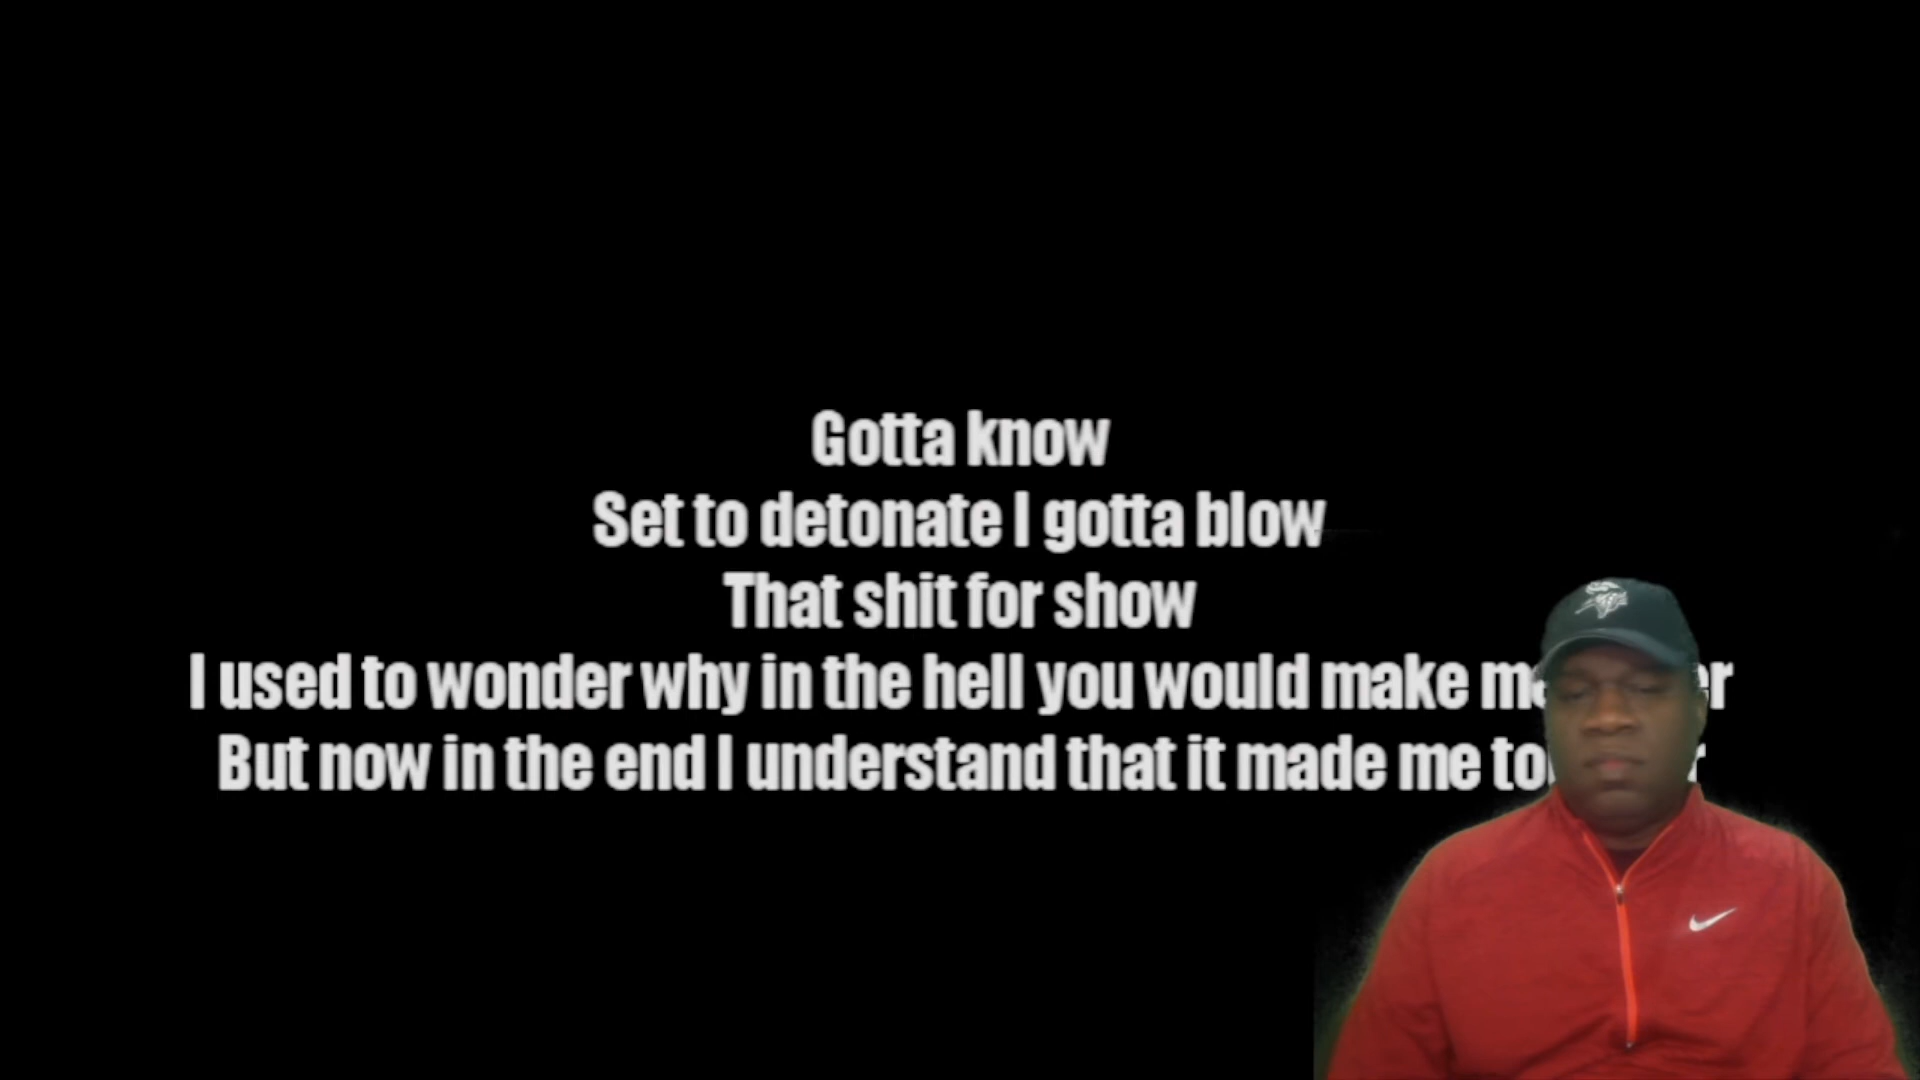 Gotta know
Set to detonate I gotta blow
That shit for show
I used to wonder why in the hell you would make
But now in the end I understand that it made me